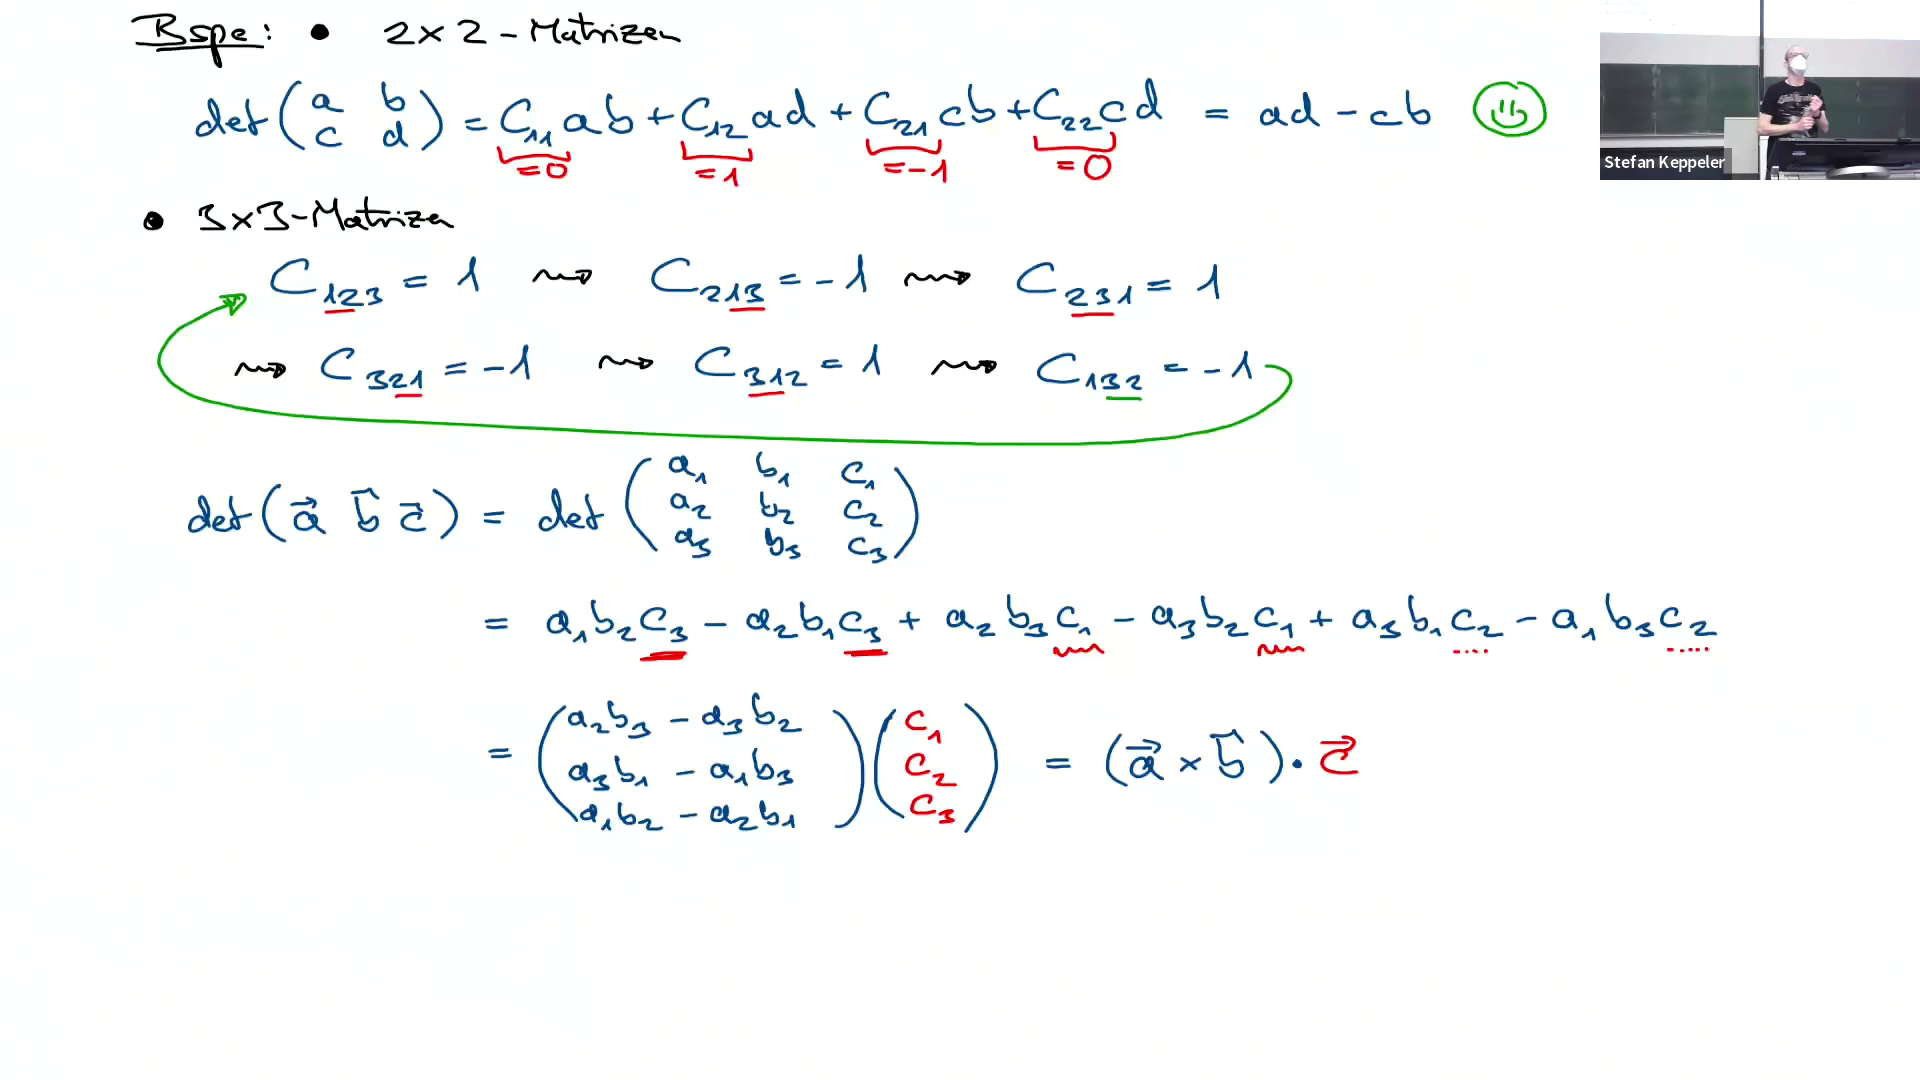 Bspe: • 2×2-Matrizen
det(a b; c d) = C₁₁ab + C₁₂ad + C₂₁cb + C₂₂cd = ad - cb
=0 =1 =-1 =0
Stefan Keppeler
• 3×3-Matrizen
C₁₂₃ = 1 ⇝ C₂₁₃ = -1 ⇝ C₂₃₁ = 1
⇝ C₃₂₁ = -1 ⇝ C₃₁₂ = 1 ⇝ C₁₃₂ = -1
det(a⃗ b⃗ c⃗) = det(a₁ b₁ c₁; a₂ b₂ c₂; a₃ b₃ c₃)
= a₁b₂c₃ - a₂b₁c₃ + a₂b₃c₁ - a₃b₂c₁ + a₃b₁c₂ - a₁b₃c₂
= (a₂b₃ - a₃b₂; a₃b₁ - a₁b₃; a₁b₂ - a₂b₁)(c₁; c₂; c₃) = (a⃗ × b⃗)·c⃗